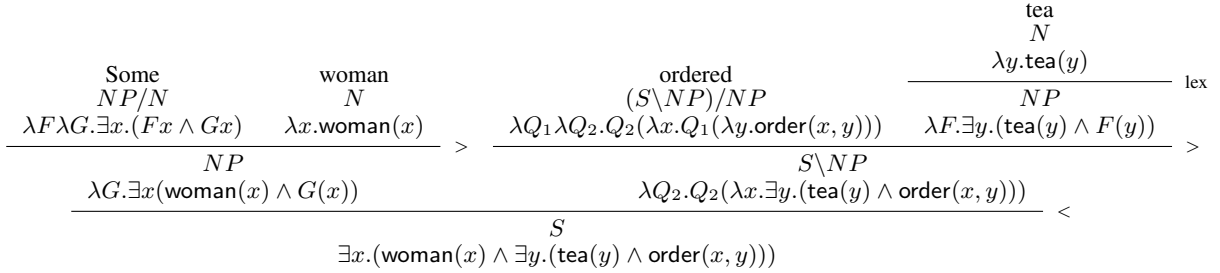 tea
N
λy.tea(y)
lex
Some woman ordered
NP/N N (S\NP)/NP NP
λFλG.∃x.(Fx ∧ Gx) λx.woman(x) λQ₁λQ₂.Q₂(λx.Q₁(λy.order(x, y))) λF.∃y.(tea(y) ∧ F(y))
> >
NP S\NP
λG.∃x(woman(x) ∧ G(x)) λQ₂.Q₂(λx.∃y.(tea(y) ∧ order(x, y)))
<
S
∃x.(woman(x) ∧ ∃y.(tea(y) ∧ order(x, y)))